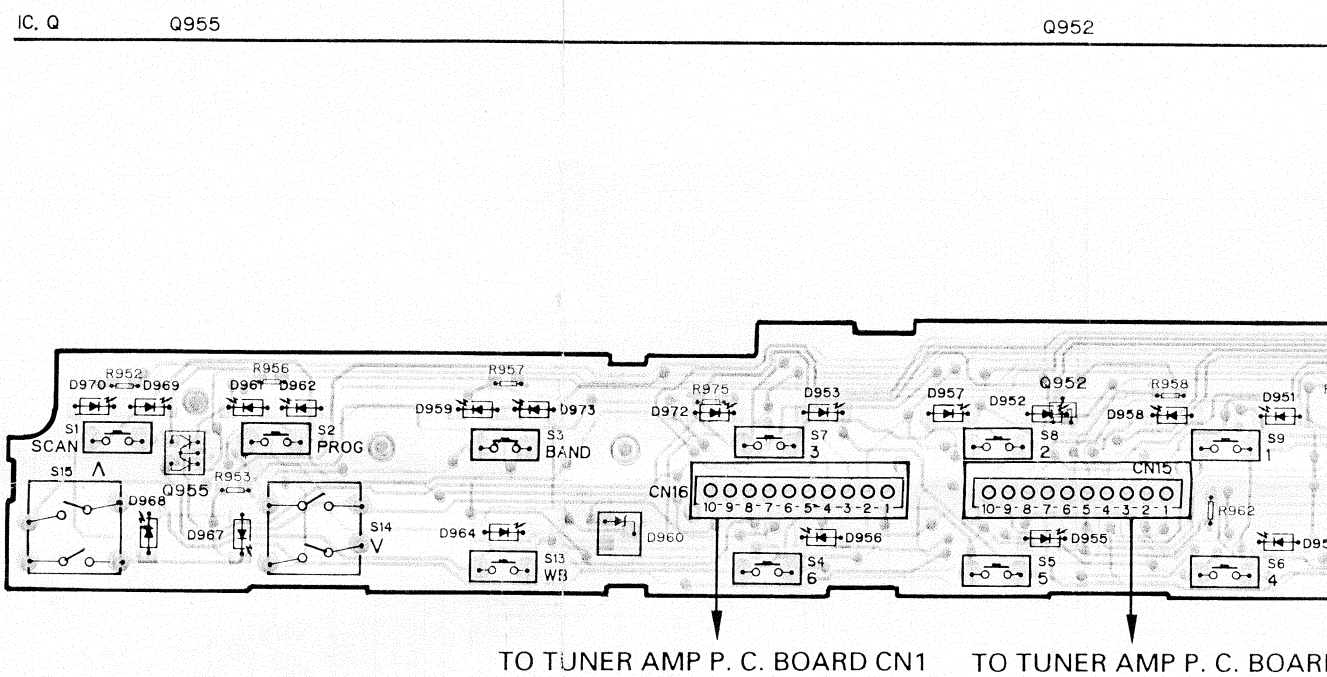 IC, Q Q955 Q952
R952 R956 R957
D970 D969 D961 D962
R975 D953 D957 Q952 R958
D959 D973 D972 D952 D958 D951
S1 S2 S3 S7 S8 S9
SCAN PROG BAND 3 2 1
S15 Λ
Q955 R953 CN16 CN15
10-9-8-7-6-5-4-3-2-1 10-9-8-7-6-5-4-3-2-1
D968 R962
D967 S14 D964 D960 D956 D955
V
S13 S4 S5 S6
WB 6 5 4
TO TUNER AMP P. C. BOARD CN1 TO TUNER AMP P. C.